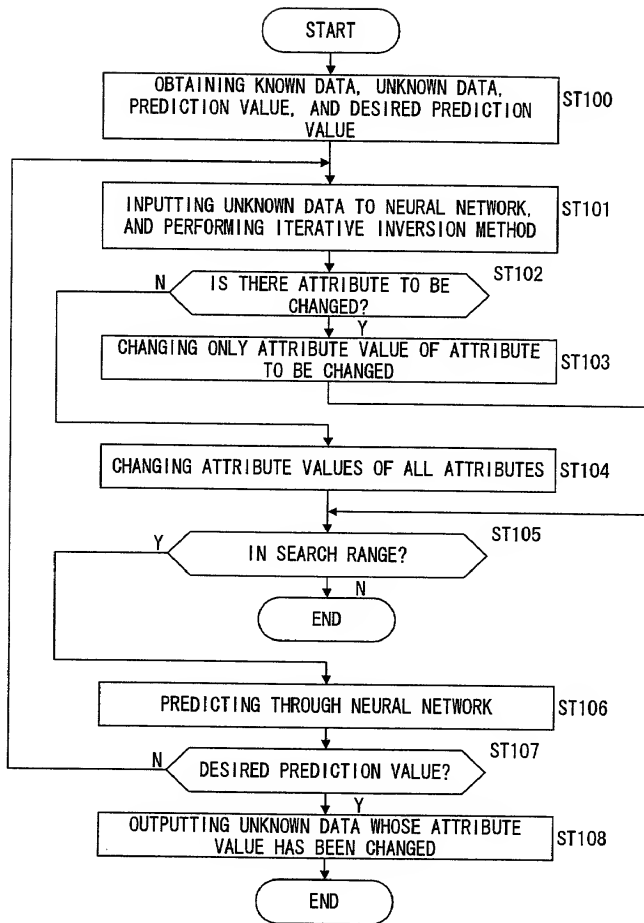 START
OBTAINING KNOWN DATA, UNKNOWN DATA,
PREDICTION VALUE, AND DESIRED PREDICTION
VALUE
ST100
INPUTTING UNKNOWN DATA TO NEURAL NETWORK,
AND PERFORMING ITERATIVE INVERSION METHOD
ST101
ST102
N
IS THERE ATTRIBUTE TO BE
CHANGED?
Y
CHANGING ONLY ATTRIBUTE VALUE OF ATTRIBUTE
TO BE CHANGED
ST103
CHANGING ATTRIBUTE VALUES OF ALL ATTRIBUTES
ST104
ST105
Y
IN SEARCH RANGE?
N
END
PREDICTING THROUGH NEURAL NETWORK
ST106
ST107
N
DESIRED PREDICTION VALUE?
Y
OUTPUTTING UNKNOWN DATA WHOSE ATTRIBUTE
VALUE HAS BEEN CHANGED
ST108
END